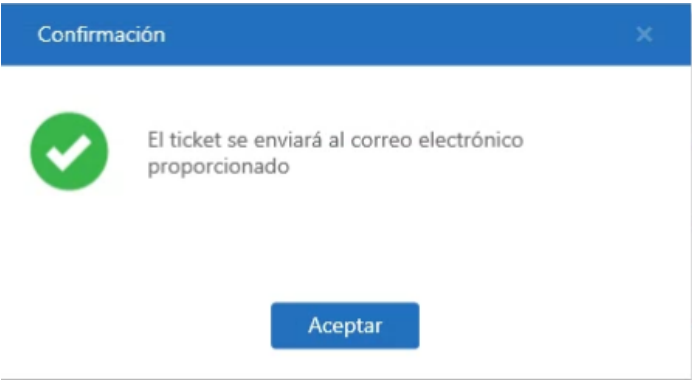 Confirmación
El ticket se enviará al correo electrónico
proporcionado
Aceptar